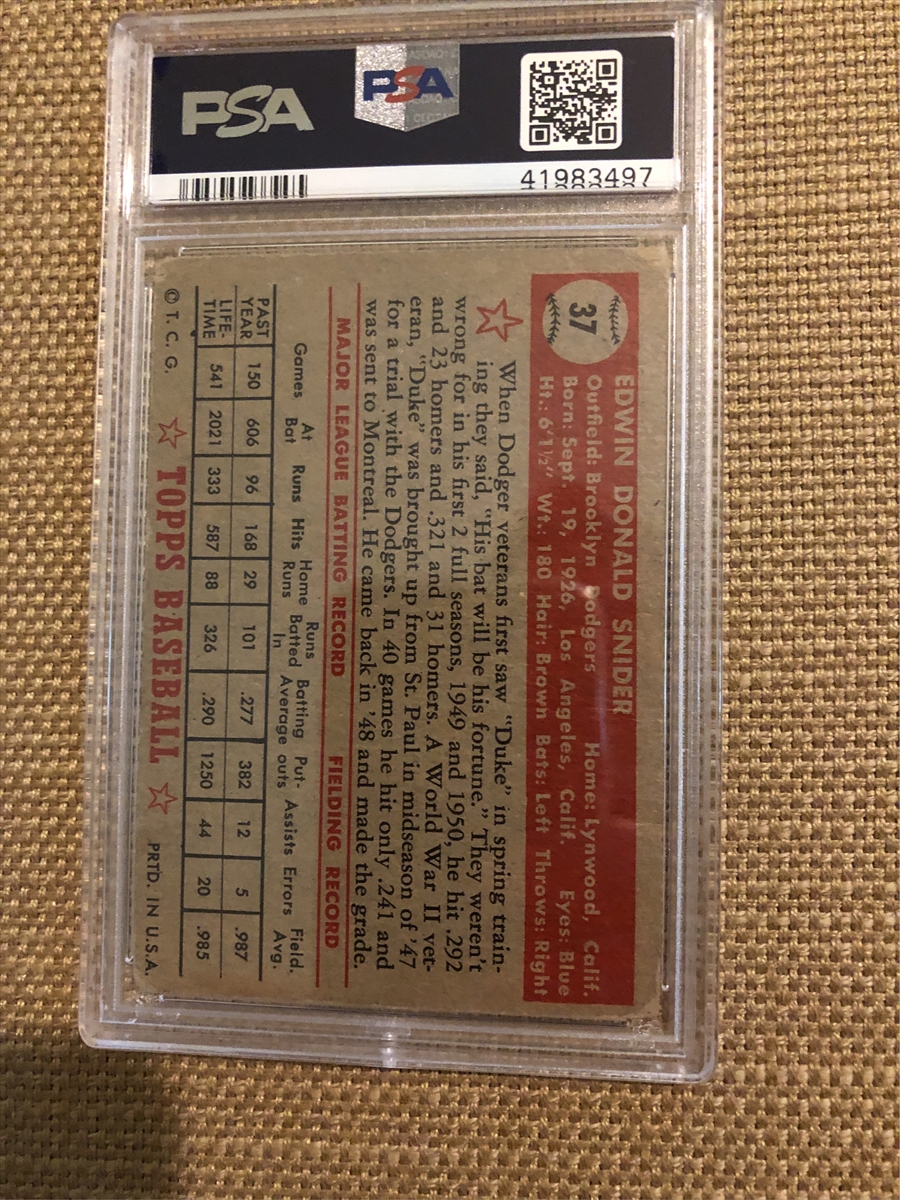 PSA
PSA
41983497
37
EDWIN DONALD SNIDER
Outfield: Brooklyn Dodgers Home: Lynwood, Calif.
Born: Sept. 19, 1926, Los Angeles, Calif. Eyes: Blue
Ht.: 6'1½" Wt.: 180 Hair: Brown Bats: Left Throws: Right
When Dodger veterans first saw "Duke" in spring train-
ing they said, "His bat will be his fortune." They weren't
wrong for in his first 2 full seasons, 1949 and 1950, he hit .292
and 23 homers and .321 and 31 homers. A World War II vet-
eran, "Duke" was brought up from St. Paul in midseason of '47
for a trial with the Dodgers. In 40 games he hit only .241 and
was sent to Montreal. He came back in '48 and made the grade.
MAJOR LEAGUE BATTING RECORD FIELDING RECORD
Games At Bat Runs Hits Home Runs Runs Batted In Batting Average Put-outs Assists Errors Field. Avg.
PAST YEAR 150 606 96 168 29 101 .277 382 12 5 .987
LIFE-TIME 541 2021 333 587 88 326 .290 1250 44 20 .985
© T. C. G. TOPPS BASEBALL PRTD. IN U.S.A.